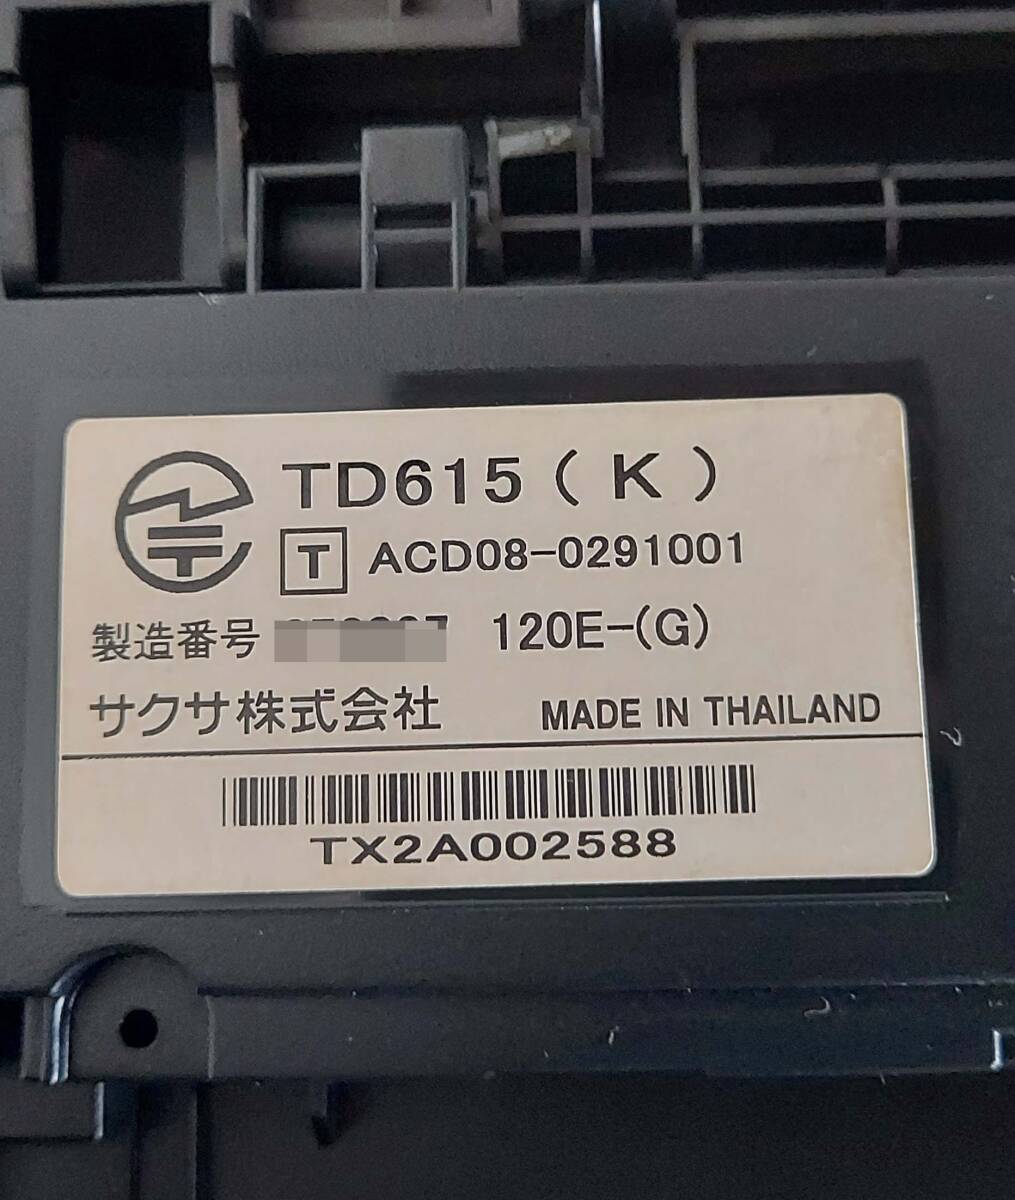 TD615 ( K )
T ACD08-0291001
製造番号 120E-(G)
サクサ株式会社 MADE IN THAILAND
TX2A002588